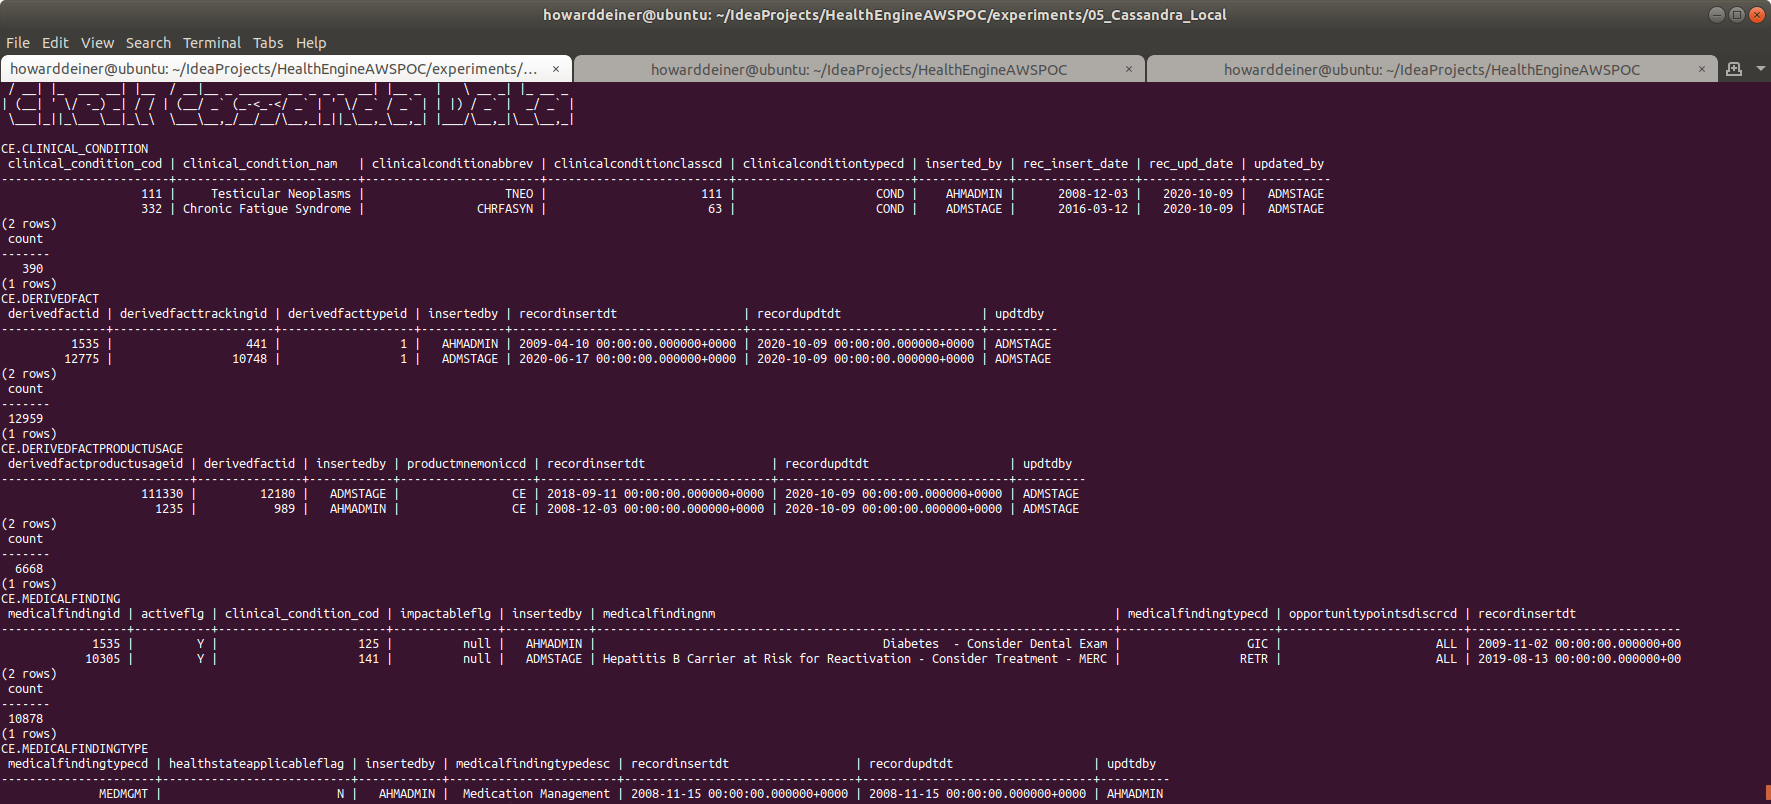 howarddeiner@ubuntu: ~/IdeaProjects/HealthEngineAWSPOC/experiments/05_Cassandra_Local
File Edit View Search Terminal Tabs Help
howarddeiner@ubuntu: ~/IdeaProjects/HealthEngineAWSPOC/experiments/... × howarddeiner@ubuntu: ~/IdeaProjects/HealthEngineAWSPOC × howarddeiner@ubuntu: ~/IdeaProjects/HealthEngineAWSPOC ×
Check Cassandra Data
CE.CLINICAL_CONDITION
clinical_condition_cod | clinical_condition_nam | clinicalconditionabbrev | clinicalconditionclasscd | clinicalconditiontypecd | inserted_by | rec_insert_date | rec_upd_date | updated_by
------------------------+--------------------------+-------------------------+--------------------------+-------------------------+-------------+-----------------+--------------+------------
111 | Testicular Neoplasms | TNEO | 111 | COND | AHMADMIN | 2008-12-03 | 2020-10-09 | ADMSTAGE
332 | Chronic Fatigue Syndrome | CHRFASYN | 63 | COND | ADMSTAGE | 2016-03-12 | 2020-10-09 | ADMSTAGE
(2 rows)
count
-------
390
(1 rows)
CE.DERIVEDFACT
derivedfactid | derivedfacttrackingid | derivedfacttypeid | insertedby | recordinsertdt | recordupdtdt | updtdby
---------------+-----------------------+-------------------+------------+---------------------------------+---------------------------------+----------
1535 | 441 | 1 | AHMADMIN | 2009-04-10 00:00:00.000000+0000 | 2020-10-09 00:00:00.000000+0000 | ADMSTAGE
12775 | 10748 | 1 | ADMSTAGE | 2020-06-17 00:00:00.000000+0000 | 2020-10-09 00:00:00.000000+0000 | ADMSTAGE
(2 rows)
count
-------
12959
(1 rows)
CE.DERIVEDFACTPRODUCTUSAGE
derivedfactproductusageid | derivedfactid | insertedby | productmnemoniccd | recordinsertdt | recordupdtdt | updtdby
---------------------------+---------------+------------+-------------------+---------------------------------+---------------------------------+----------
111330 | 12180 | ADMSTAGE | CE | 2018-09-11 00:00:00.000000+0000 | 2020-10-09 00:00:00.000000+0000 | ADMSTAGE
1235 | 989 | AHMADMIN | CE | 2008-12-03 00:00:00.000000+0000 | 2020-10-09 00:00:00.000000+0000 | ADMSTAGE
(2 rows)
count
-------
6668
(1 rows)
CE.MEDICALFINDING
medicalfindingid | activeflg | clinical_condition_cod | impactableflg | insertedby | medicalfindingnm | medicalfindingtypecd | opportunitypointsdiscrcd | recordinsertdt
------------------+-----------+------------------------+---------------+------------+--------------------------------------------------------------------------+----------------------+--------------------------+------------------------------
1535 | Y | 125 | null | AHMADMIN | Diabetes  - Consider Dental Exam | GIC | ALL | 2009-11-02 00:00:00.000000+00
10305 | Y | 141 | null | ADMSTAGE | Hepatitis B Carrier at Risk for Reactivation - Consider Treatment - MERC | RETR | ALL | 2019-08-13 00:00:00.000000+00
(2 rows)
count
-------
10878
(1 rows)
CE.MEDICALFINDINGTYPE
medicalfindingtypecd | healthstateapplicableflag | insertedby | medicalfindingtypedesc | recordinsertdt | recordupdtdt | updtdby
----------------------+---------------------------+------------+------------------------+---------------------------------+---------------------------------+----------
MEDMGMT | N | AHMADMIN | Medication Management | 2008-11-15 00:00:00.000000+0000 | 2008-11-15 00:00:00.000000+0000 | AHMADMIN